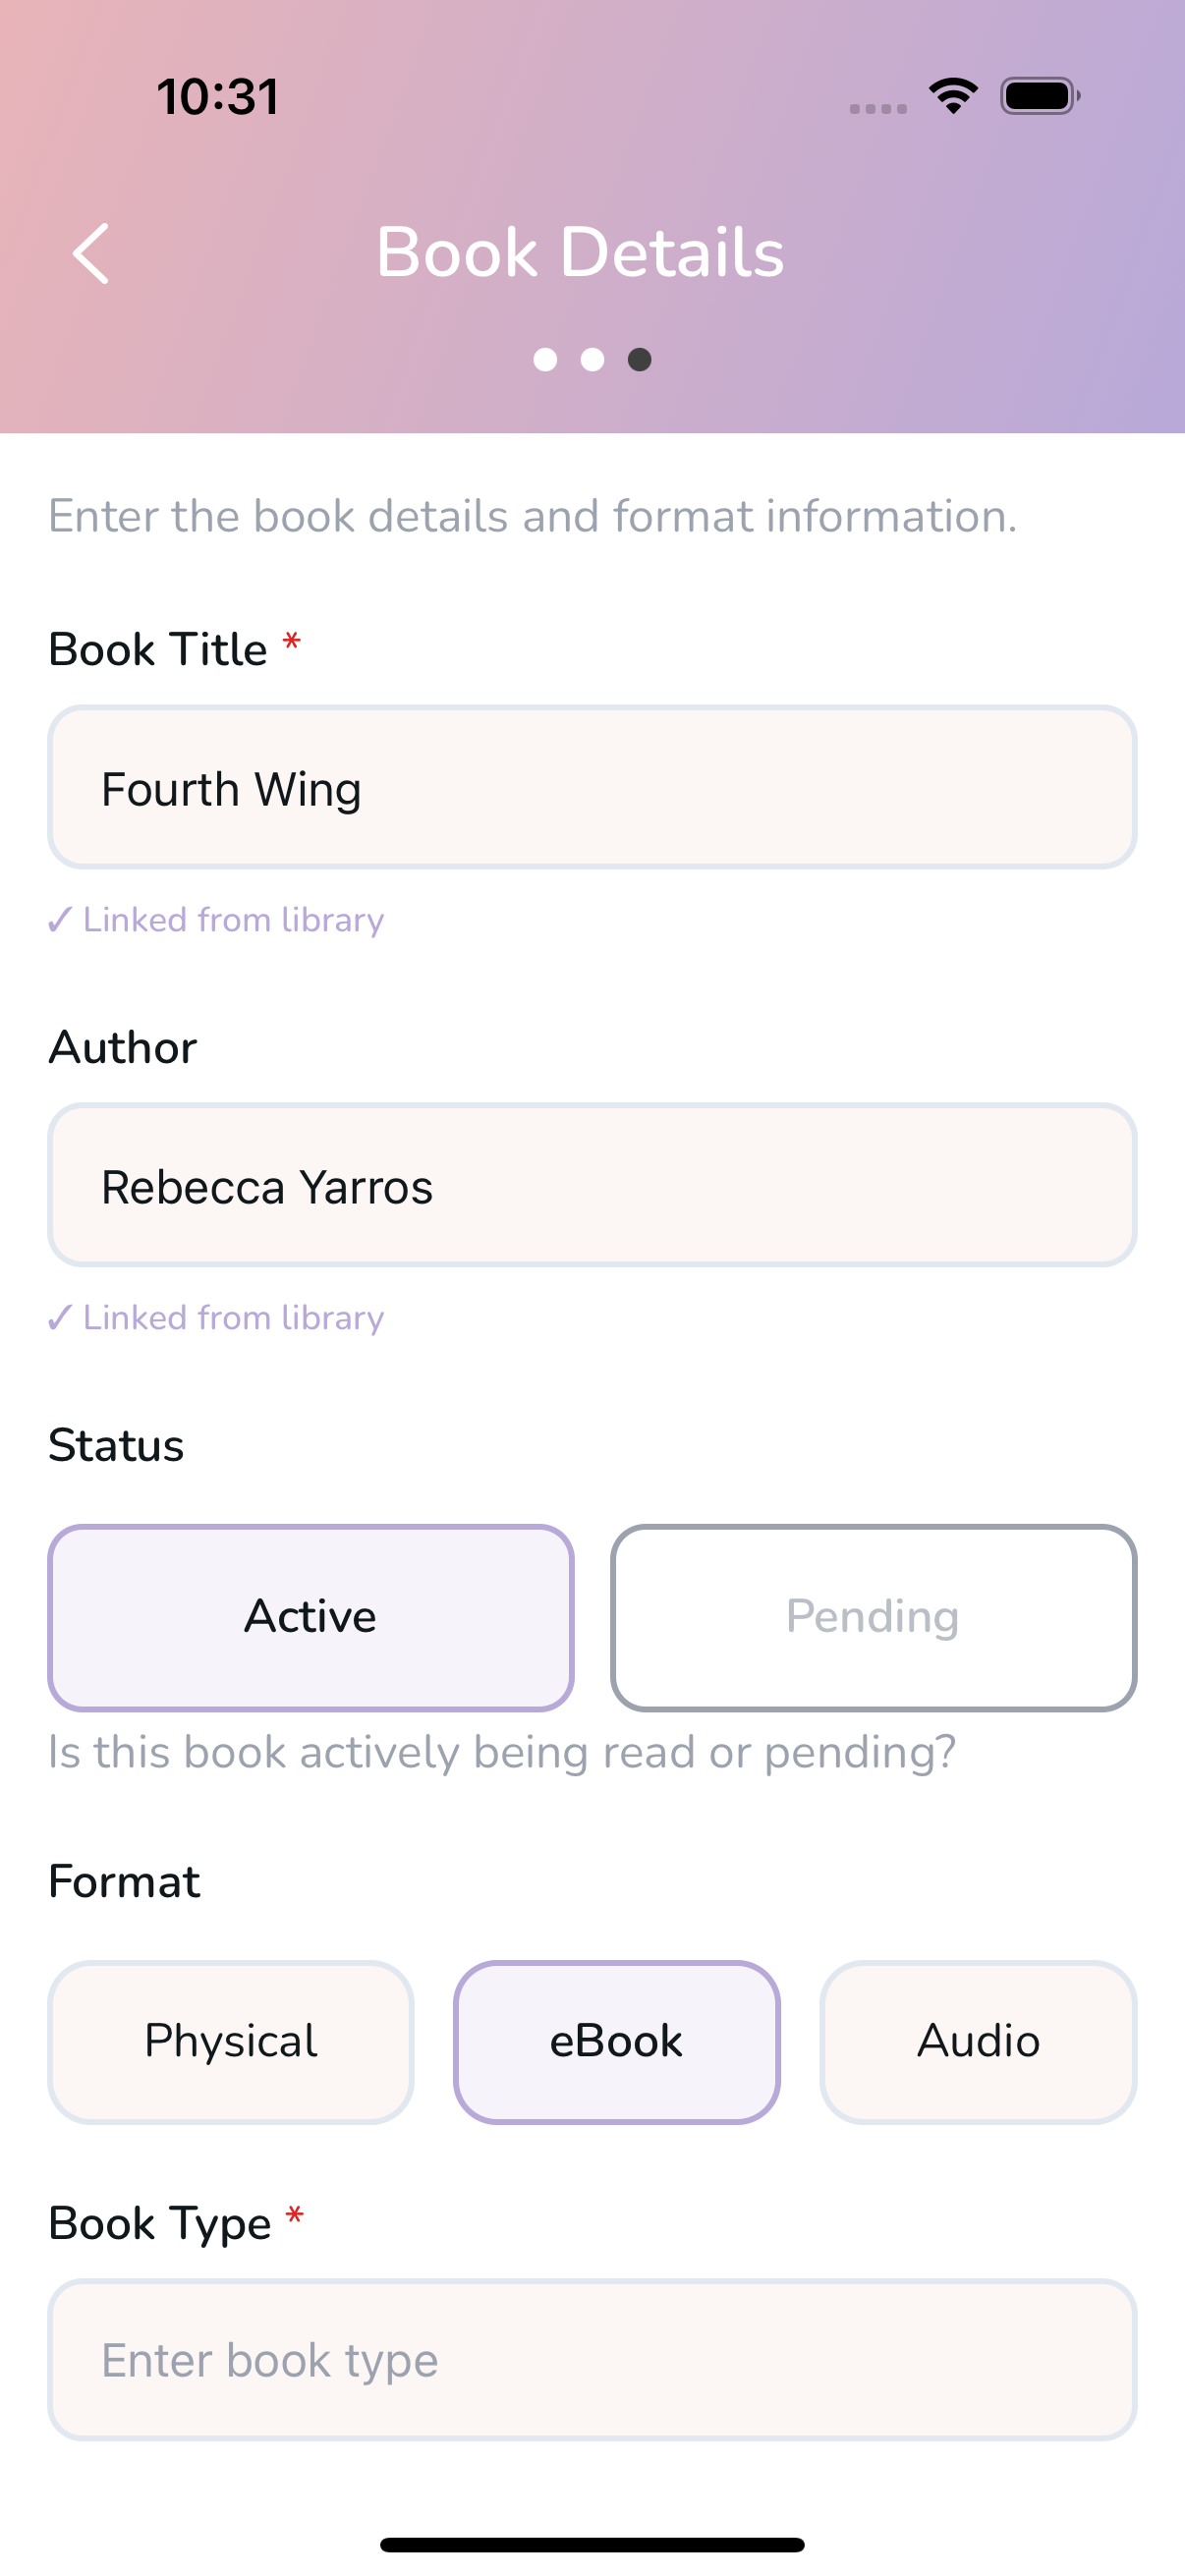 10:31
Book Details
Enter the book details and format information.
Book Title *
Fourth Wing
✓ Linked from library
Author
Rebecca Yarros
✓ Linked from library
Status
Active
Pending
Is this book actively being read or pending?
Format
Physical
eBook
Audio
Book Type *
Enter book type